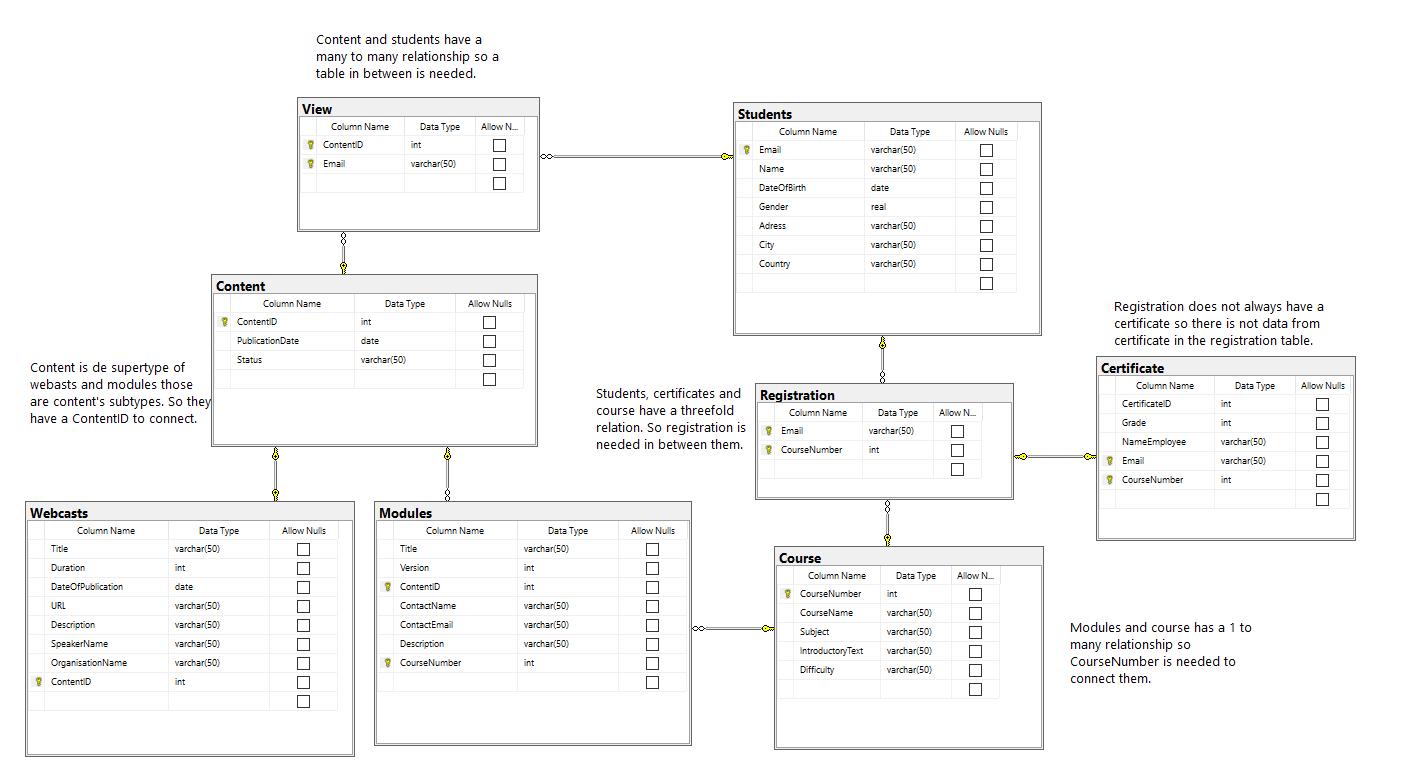 Content and students have a
many to many relationship so a
table in between is needed.
View
Column Name Data Type Allow N...
ContentID int
Email varchar(50)
Students
Column Name Data Type Allow Nulls
Email varchar(50)
Name varchar(50)
DateOfBirth date
Gender real
Adress varchar(50)
City varchar(50)
Country varchar(50)
Content
Column Name Data Type Allow Nulls
ContentID int
PublicationDate date
Status varchar(50)
Content is de supertype of
webasts and modules those
are content's subtypes. So they
have a ContentID to connect.
Registration does not always have a
certificate so there is not data from
certificate in the registration table.
Students, certificates and
course have a threefold
relation. So registration is
needed in between them.
Registration
Column Name Data Type Allow N...
Email varchar(50)
CourseNumber int
Certificate
Column Name Data Type Allow Nulls
CertificateID int
Grade int
NameEmployee varchar(50)
Email varchar(50)
CourseNumber int
Webcasts
Column Name Data Type Allow Nulls
Title varchar(50)
Duration int
DateOfPublication date
URL varchar(50)
Description varchar(50)
SpeakerName varchar(50)
OrganisationName varchar(50)
ContentID int
Modules
Column Name Data Type Allow Nulls
Title varchar(50)
Version int
ContentID int
ContactName varchar(50)
ContactEmail varchar(50)
Description varchar(50)
CourseNumber int
Course
Column Name Data Type Allow N...
CourseNumber int
CourseName varchar(50)
Subject varchar(50)
IntroductoryText varchar(50)
Difficulty varchar(50)
Modules and course has a 1 to
many relationship so
CourseNumber is needed to
connect them.